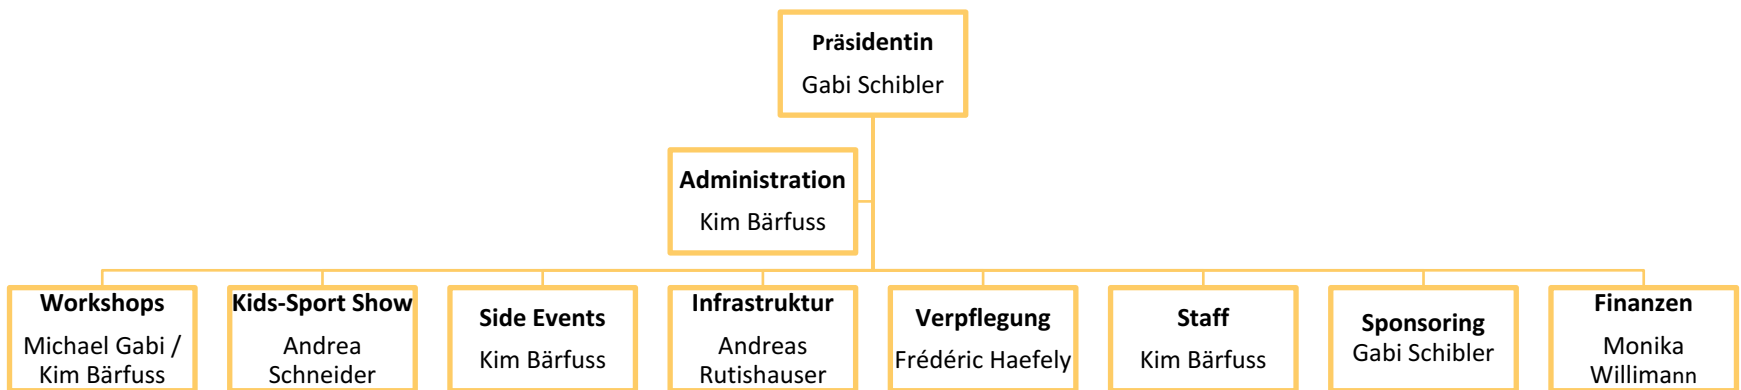 Präsidentin
Gabi Schibler
Administration
Kim Bärfuss
Workshops
Michael Gabi /
Kim Bärfuss
Kids-Sport Show
Andrea
Schneider
Side Events
Kim Bärfuss
Infrastruktur
Andreas
Rutishauser
Verpflegung
Frédéric Haefely
Staff
Kim Bärfuss
Sponsoring
Gabi Schibler
Finanzen
Monika
Willimann